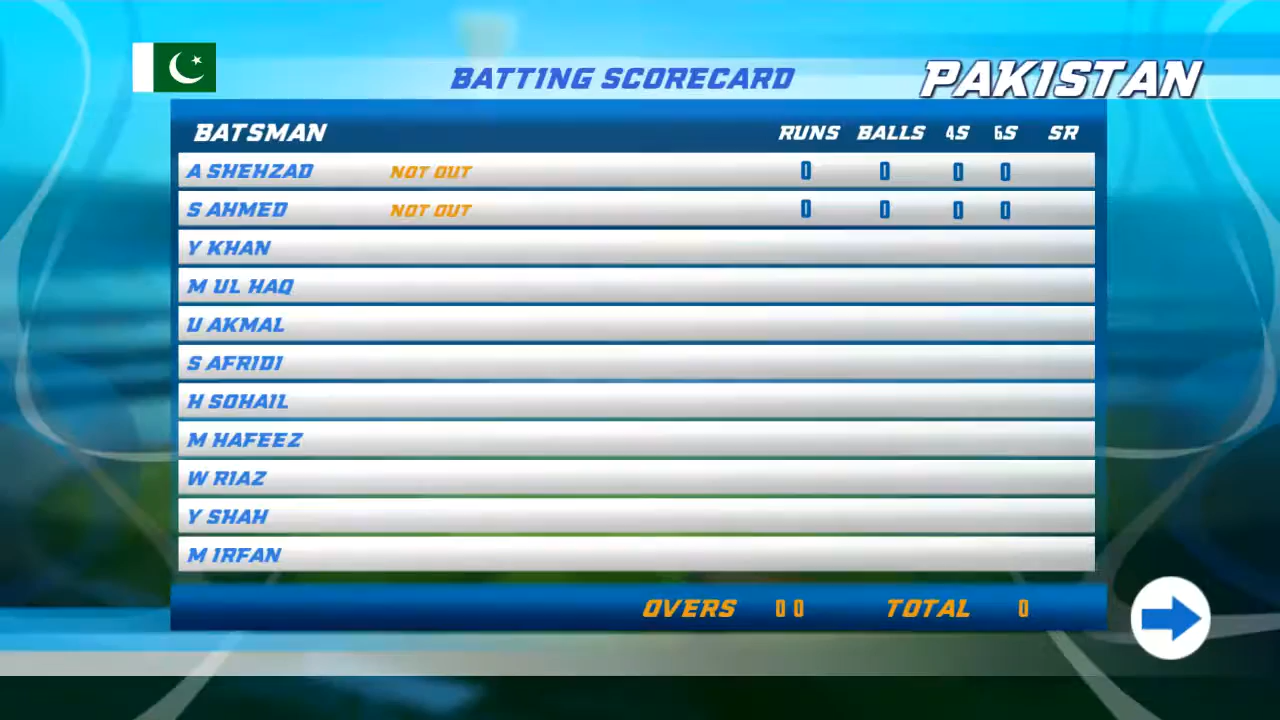 BATTING SCORECARD PAKISTAN
BATSMAN RUNS BALLS 4S 6S SR
A SHEHZAD NOT OUT 0 0 0 0
S AHMED NOT OUT 0 0 0 0
Y KHAN
M UL HAQ
U AKMAL
S AFRIDI
H SOHAIL
M HAFEEZ
W RIAZ
Y SHAH
M IRFAN
OVERS 0 0 TOTAL 0